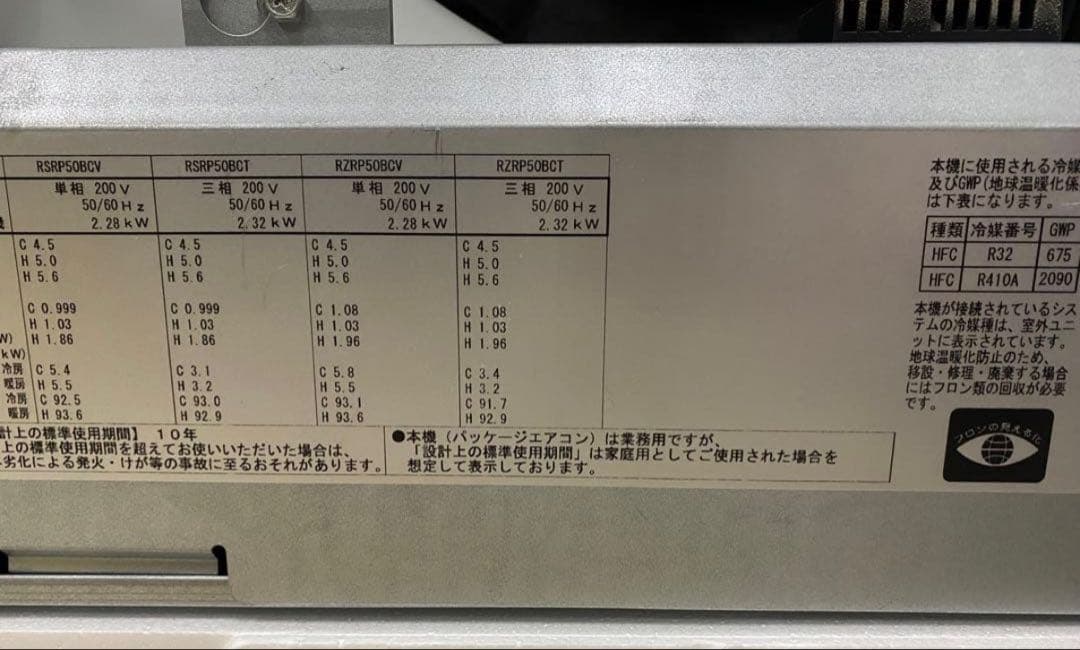 RSRP50BCV RSRP50BCT RZRP50BCV RZRP50BCT
単相 200V 三相 200V 単相 200V 三相 200V
50/60Hz 50/60Hz 50/60Hz 50/60Hz
2.28kW 2.32kW 2.28kW 2.32kW
C 4.5 C 4.5 C 4.5 C 4.5
H 5.0 H 5.0 H 5.0 H 5.0
H 5.6 H 5.6 H 5.6 H 5.6
C 0.999 C 0.999 C 1.08 C 1.08
H 1.03 H 1.03 H 1.03 H 1.03
W) H 1.86 H 1.86 H 1.96 H 1.96
kW)
冷房 C 5.4 C 3.1 C 5.8 C 3.4
暖房 H 5.5 H 3.2 H 5.5 H 3.2
冷房 C 92.5 C 93.0 C 93.1 C 91.7
暖房 H 93.6 H 92.9 H 93.6 H 92.9
計上の標準使用期間】 10年
上の標準使用期間を超えてお使いいただいた場合は、
劣化による発火・けが等の事故に至るおそれがあります。
●本機（パッケージエアコン）は業務用ですが、
「設計上の標準使用期間」は家庭用としてご使用された場合を
想定して表示しております。
本機に使用される冷媒
及びGWP(地球温暖化係
は下表になります。
種類 冷媒番号 GWP
HFC R32 675
HFC R410A 2090
本機が接続されているシス
テムの冷媒種は、室外ユニ
ットに表示されています。
地球温暖化防止のため、
移設・修理・廃棄する場合
にはフロン類の回収が必要
です。
フロンの見える化